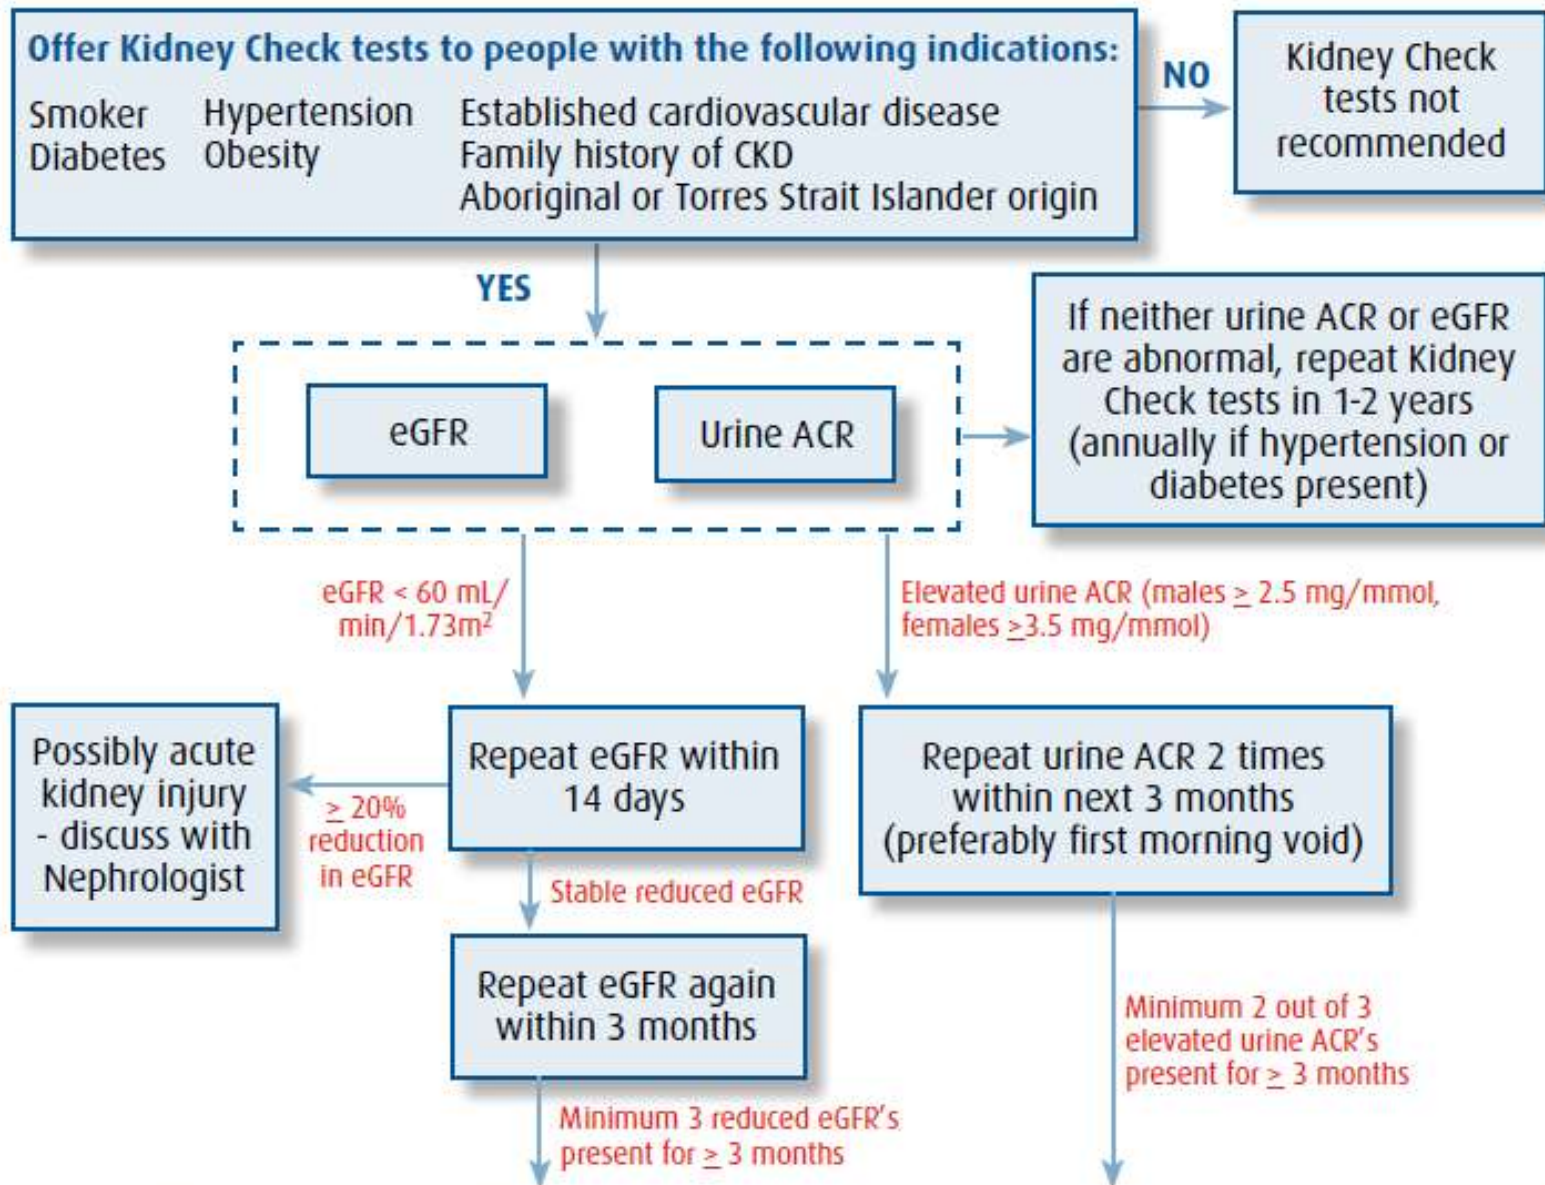 Offer Kidney Check tests to people with the following indications:
Smoker
Diabetes
Hypertension
Obesity
Established cardiovascular disease
Family history of CKD
Aboriginal or Torres Strait Islander origin
NO
Kidney Check
tests not
recommended
YES
eGFR
Urine ACR
If neither urine ACR or eGFR
are abnormal, repeat Kidney
Check tests in 1-2 years
(annually if hypertension or
diabetes present)
eGFR < 60 mL/
min/1.73m²
Elevated urine ACR (males ≥ 2.5 mg/mmol,
females ≥3.5 mg/mmol)
Possibly acute
kidney injury
- discuss with
Nephrologist
≥ 20%
reduction
in eGFR
Repeat eGFR within
14 days
Repeat urine ACR 2 times
within next 3 months
(preferably first morning void)
Stable reduced eGFR
Repeat eGFR again
within 3 months
Minimum 2 out of 3
elevated urine ACR's
present for ≥ 3 months
Minimum 3 reduced eGFR's
present for ≥ 3 months